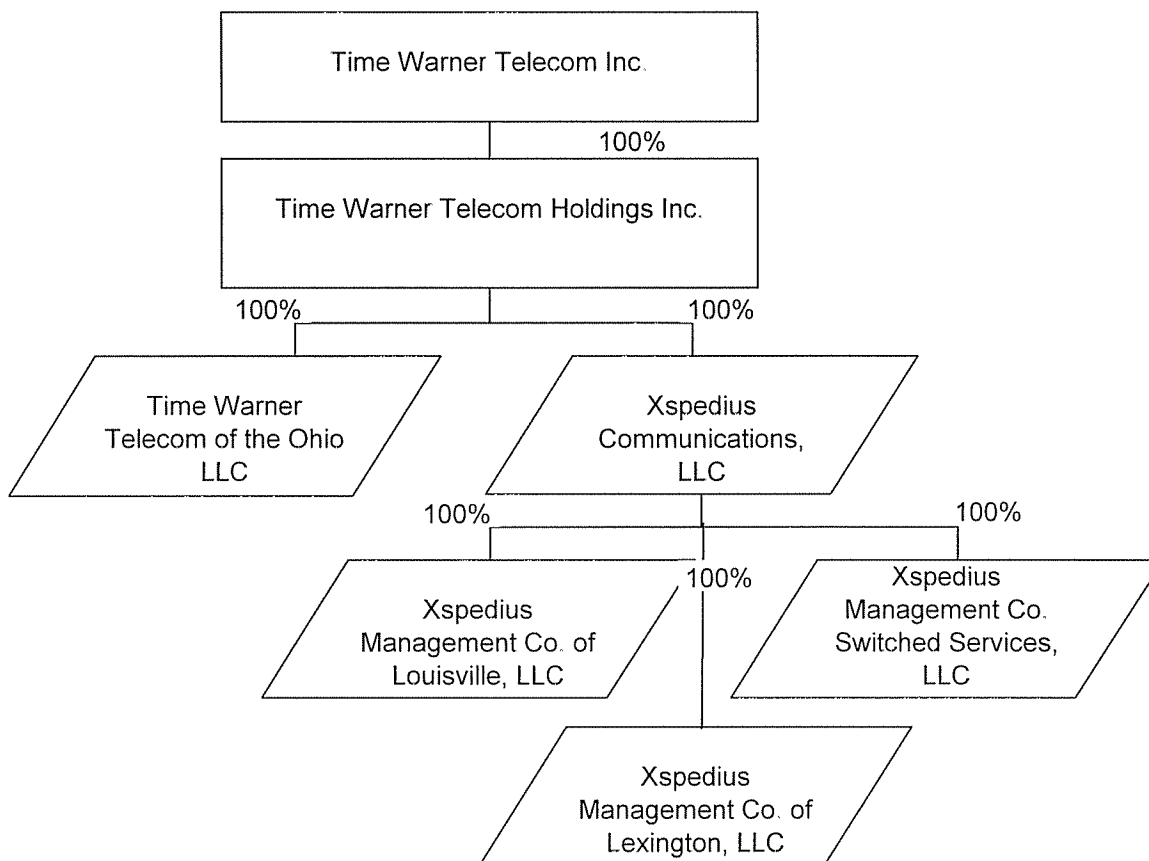 Time Warner Telecom Inc.
100%
Time Warner Telecom Holdings Inc.
100%
100%
Time Warner
Telecom of the Ohio
LLC
Xspedius
Communications,
LLC
100%
100%
100%
Xspedius
Management Co. of
Louisville, LLC
Xspedius
Management Co.
Switched Services,
LLC
Xspedius
Management Co. of
Lexington, LLC